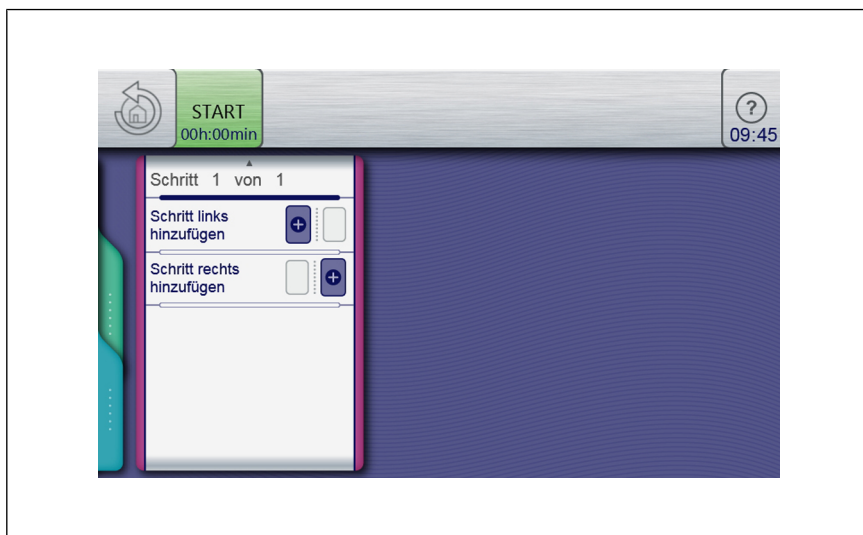 START
00h:00min
?
09:45
Schritt 1 von 1
Schritt links
hinzufügen
Schritt rechts
hinzufügen